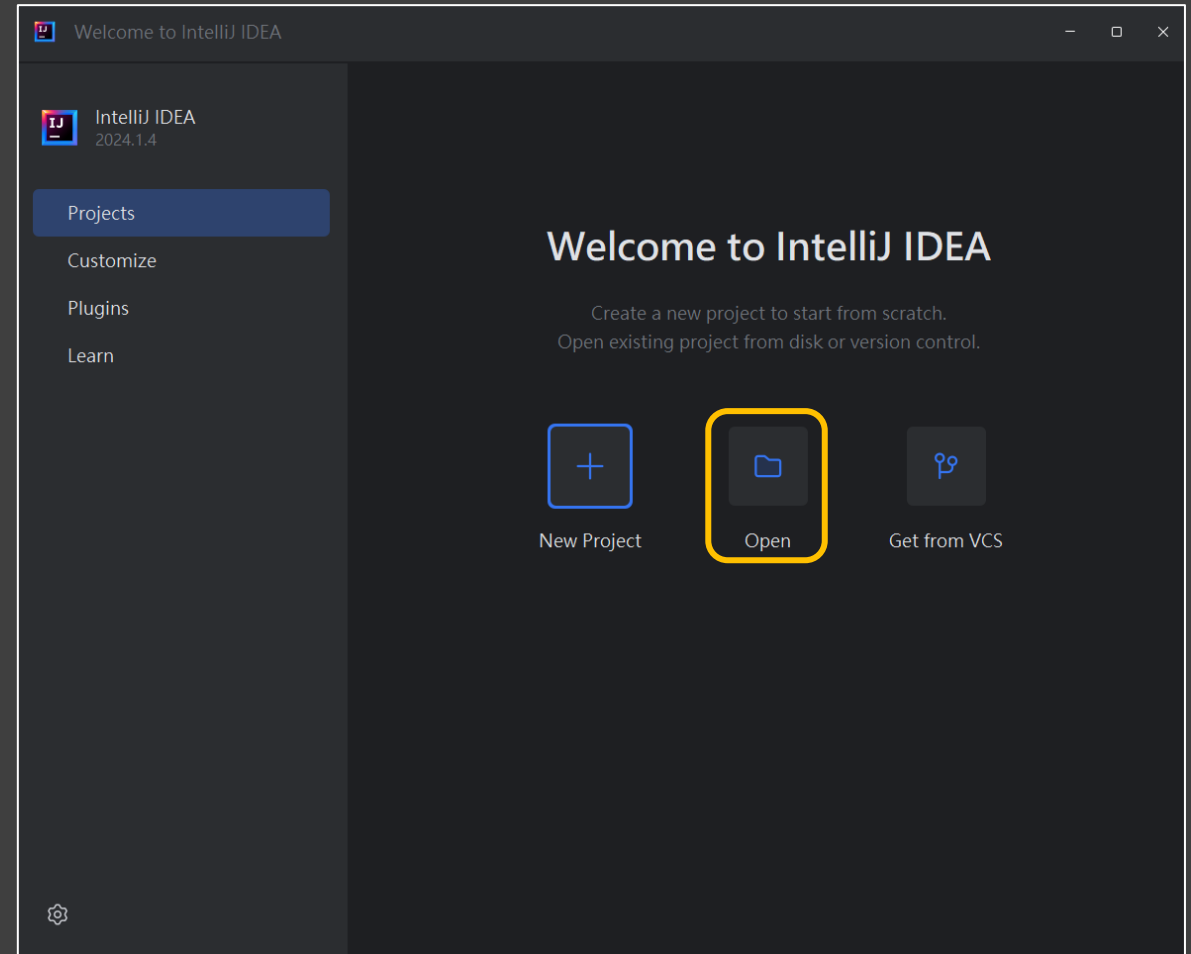 Welcome to IntelliJ IDEA
IJ
IntelliJ IDEA
2024.1.4
Projects
Customize
Plugins
Learn
Welcome to IntelliJ IDEA
Create a new project to start from scratch.
Open existing project from disk or version control.
New Project
Open
Get from VCS